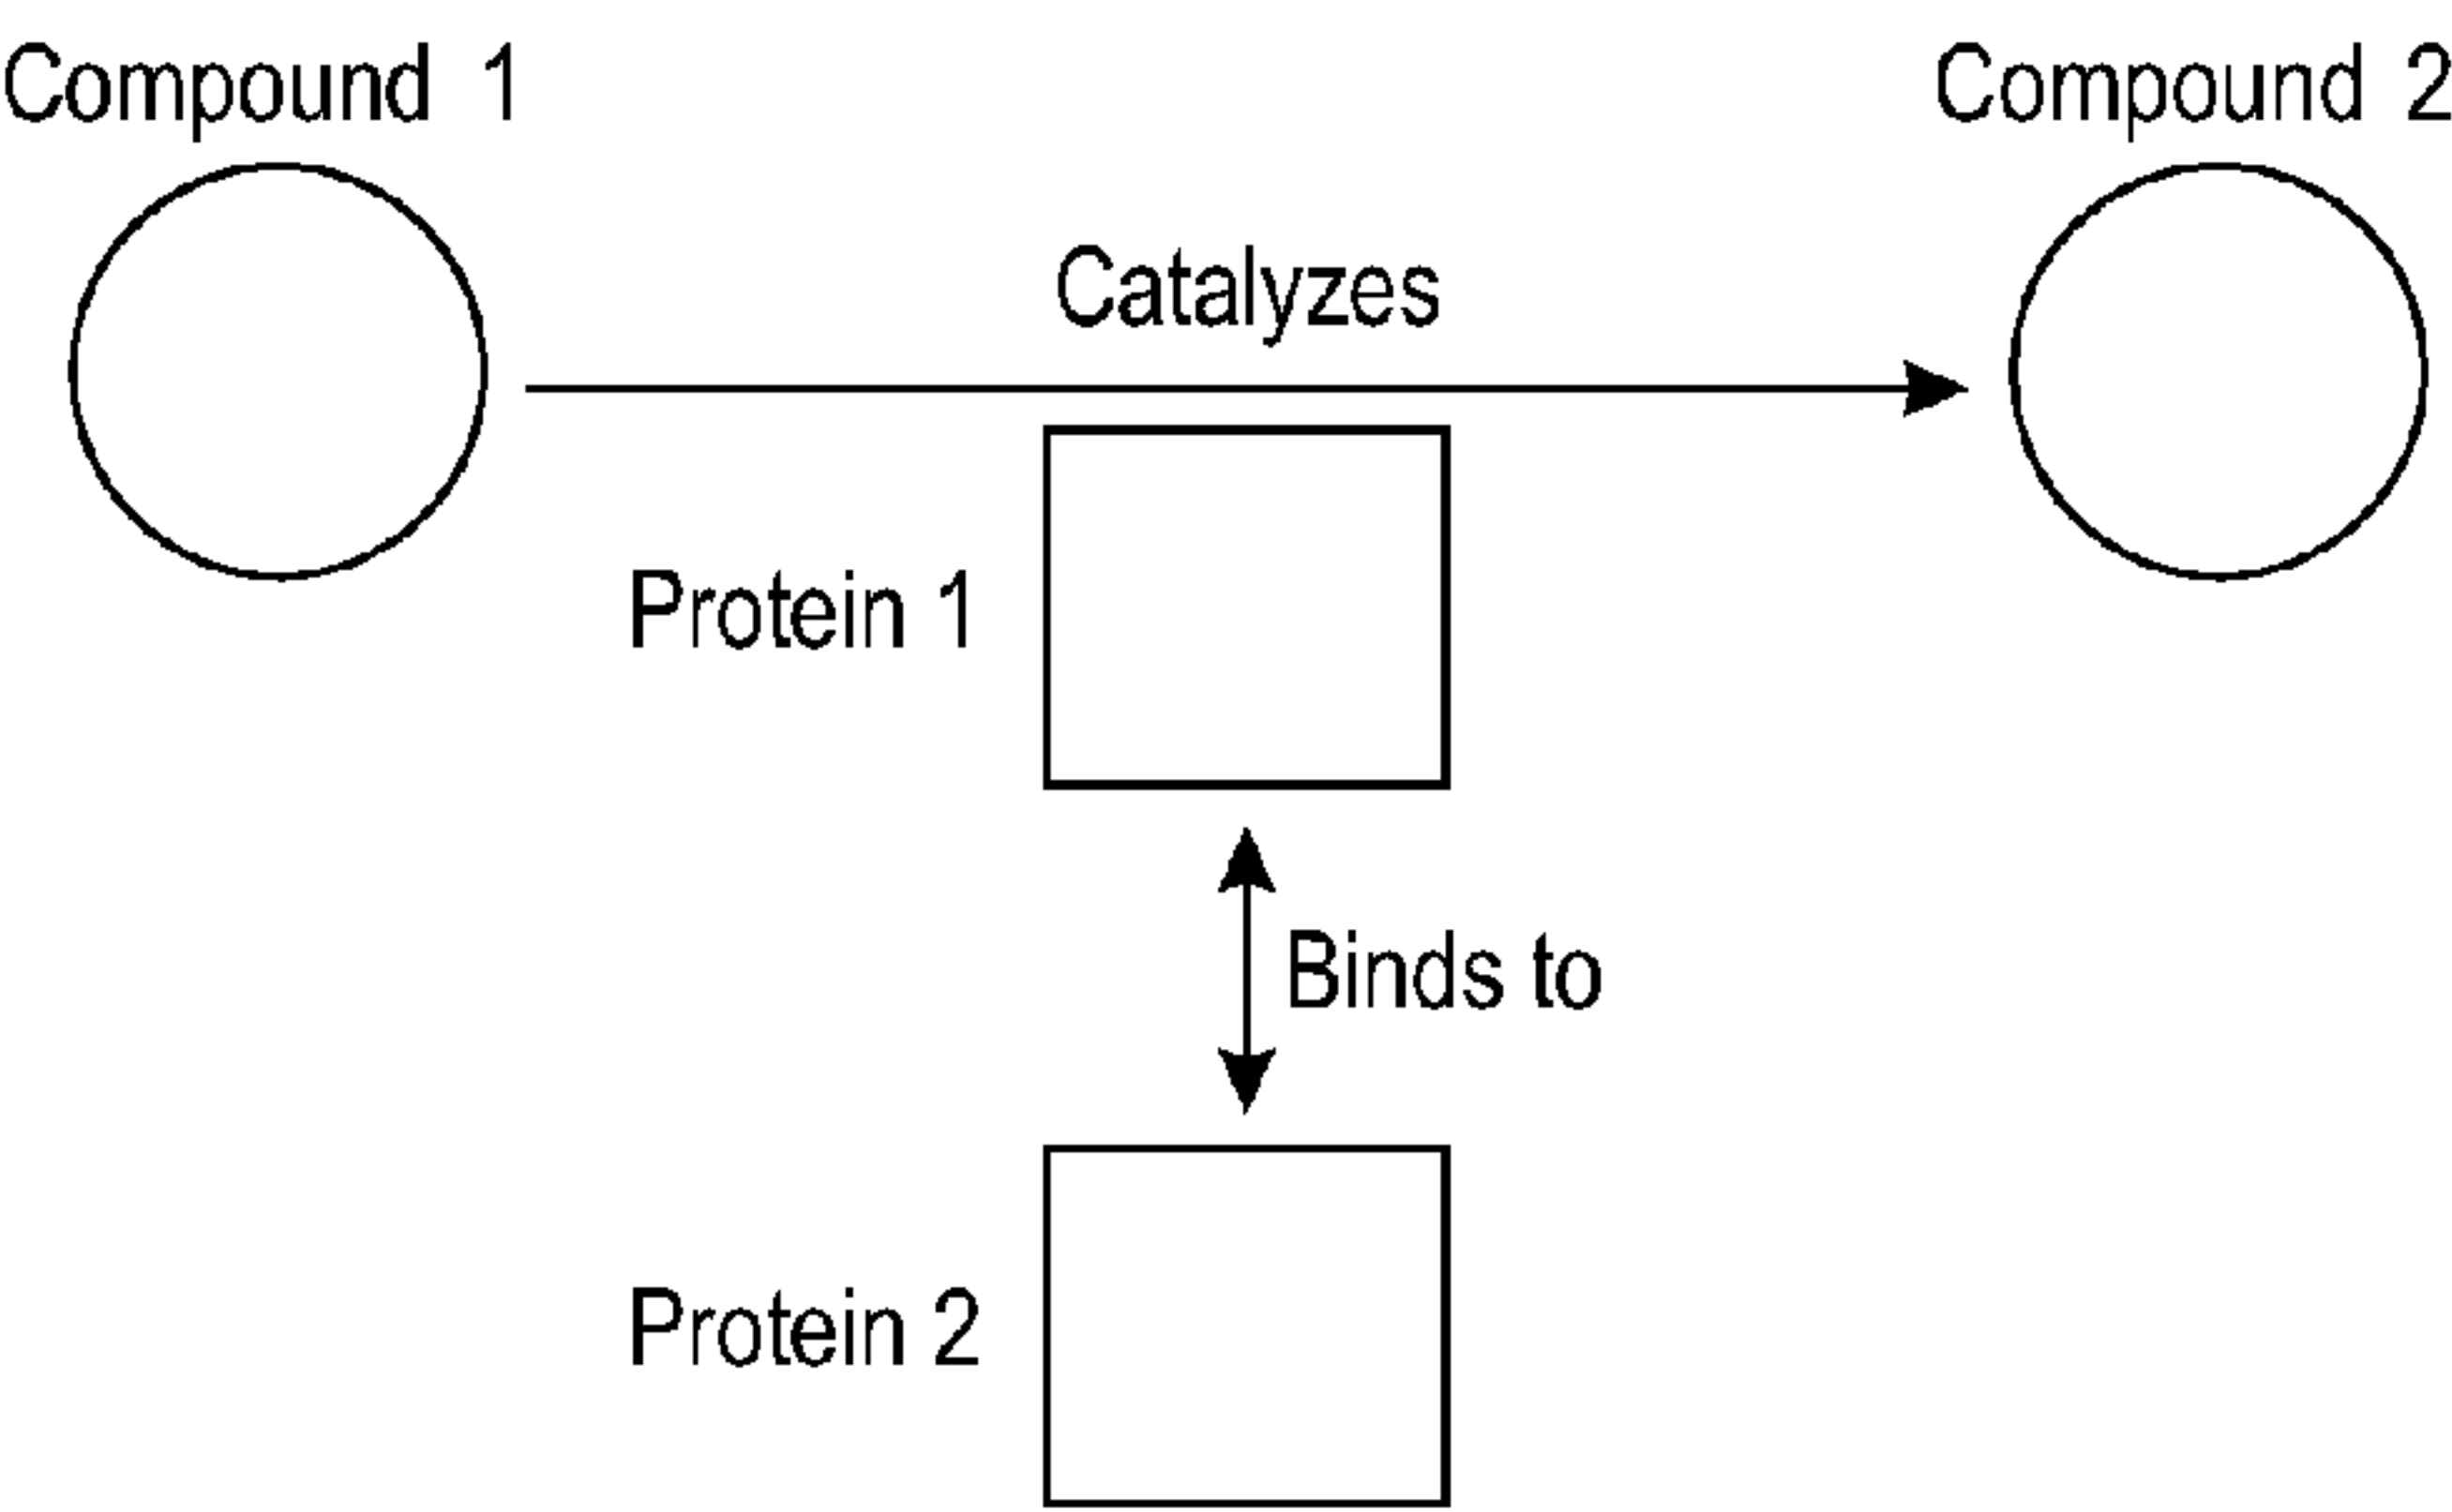 Compound 1
Compound 2
Catalyzes
Protein 1
Binds to
Protein 2